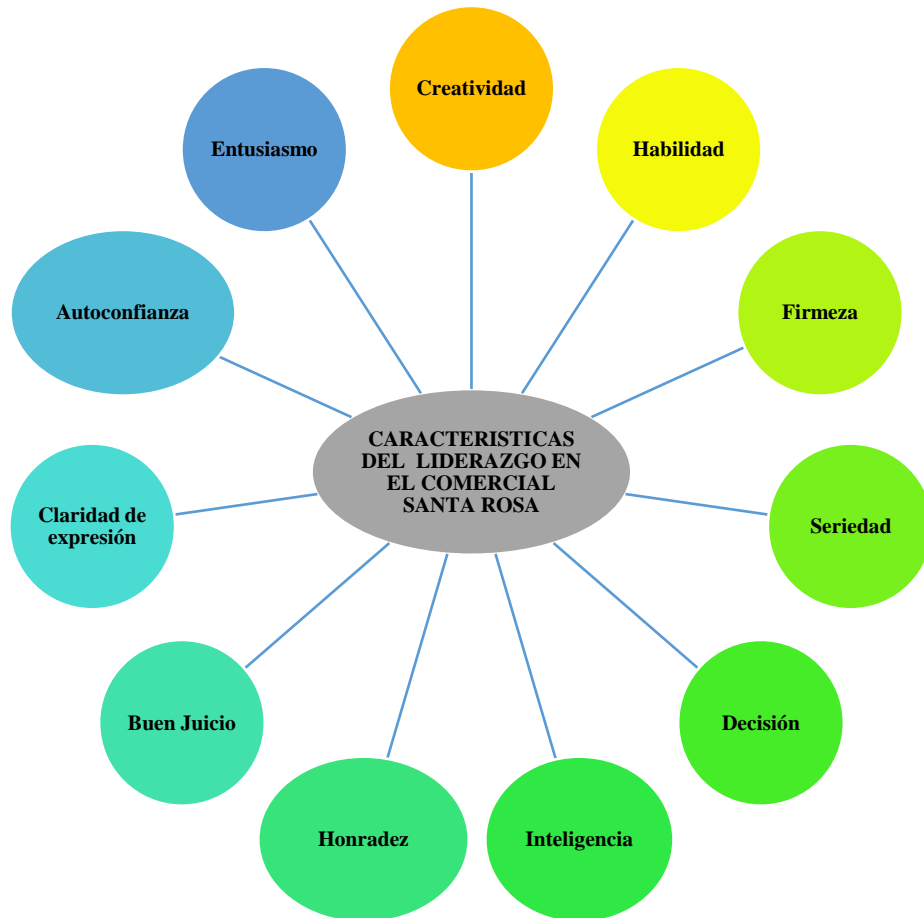 Creatividad
Habilidad
Firmeza
Seriedad
Decisión
Inteligencia
Honradez
Buen Juicio
Claridad de
expresión
Autoconfianza
Entusiasmo
CARACTERISTICAS
DEL LIDERAZGO EN
EL COMERCIAL
SANTA ROSA